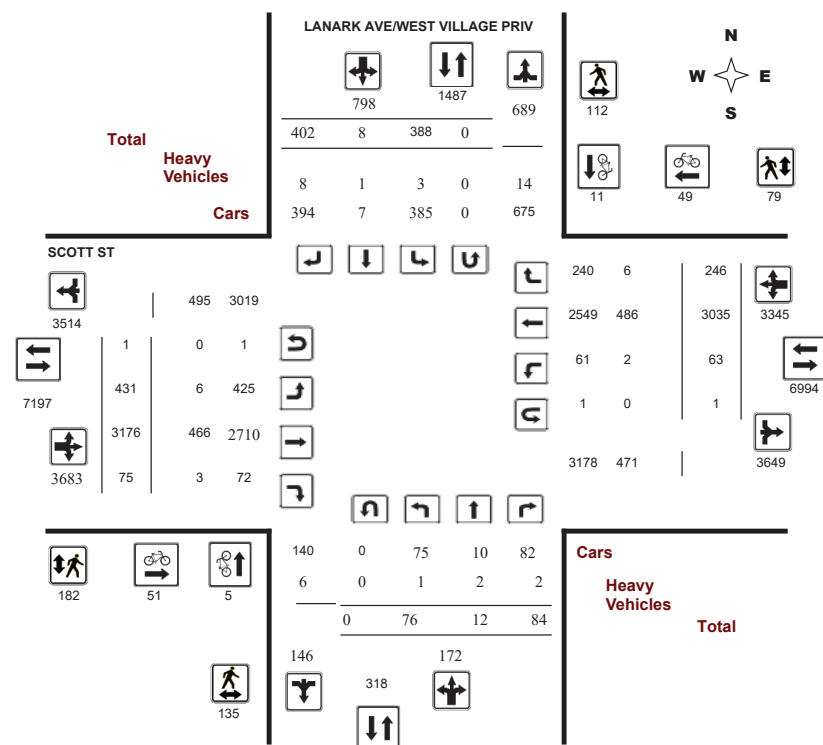 LANARK AVE/WEST VILLAGE PRIV
N
W E
S
798
1487
689
112
Total
402 8 388 0
Heavy
Vehicles
8 1 3 0 14
Cars
394 7 385 0 675
11 49 79
SCOTT ST
3514
495 3019
240 6 246
7197
1 0 1
2549 486 3035
3345
431 6 425
61 2 63
6994
3176 466 2710
1 0 1
3683
75 3 72
3178 471
3649
182 51 5
140 0 75 10 82
Cars
6 0 1 2 2
Heavy
Vehicles
0 76 12 84
Total
146
318
172
135